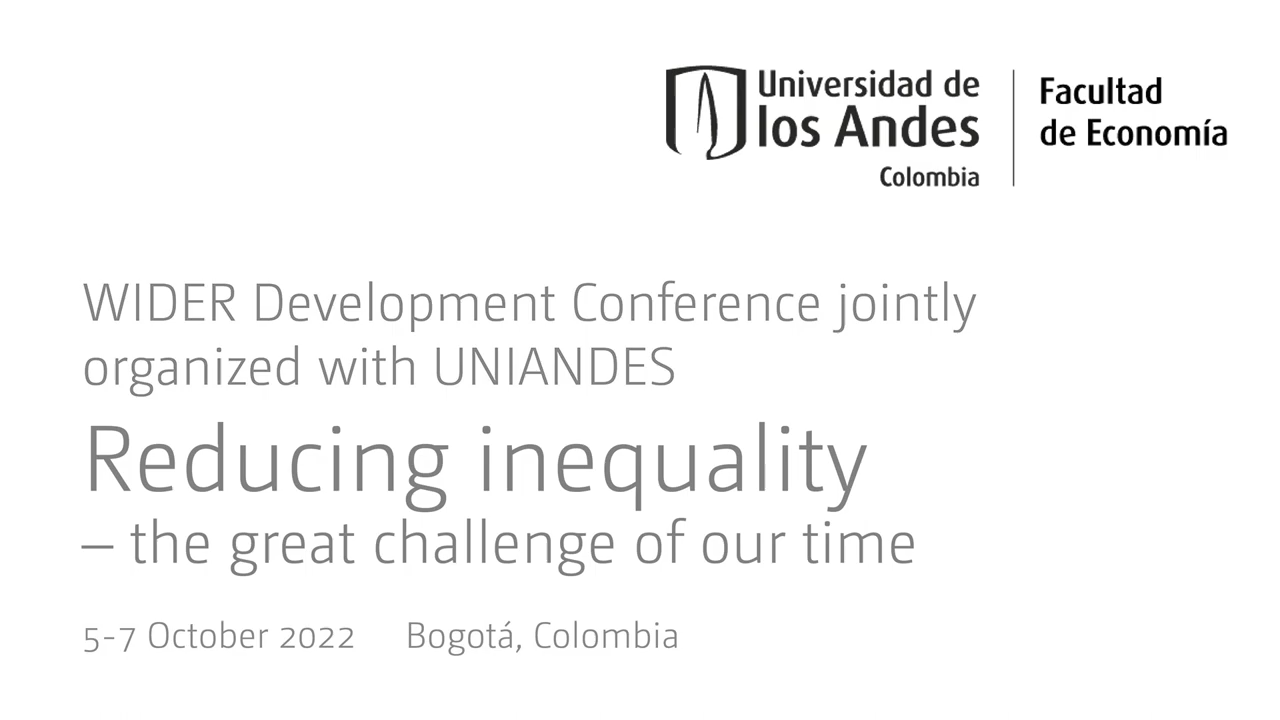 Universidad de
los Andes
Colombia
Facultad
de Economía
WIDER Development Conference jointly
organized with UNIANDES
Reducing inequality
– the great challenge of our time
5-7 October 2022 Bogotá, Colombia